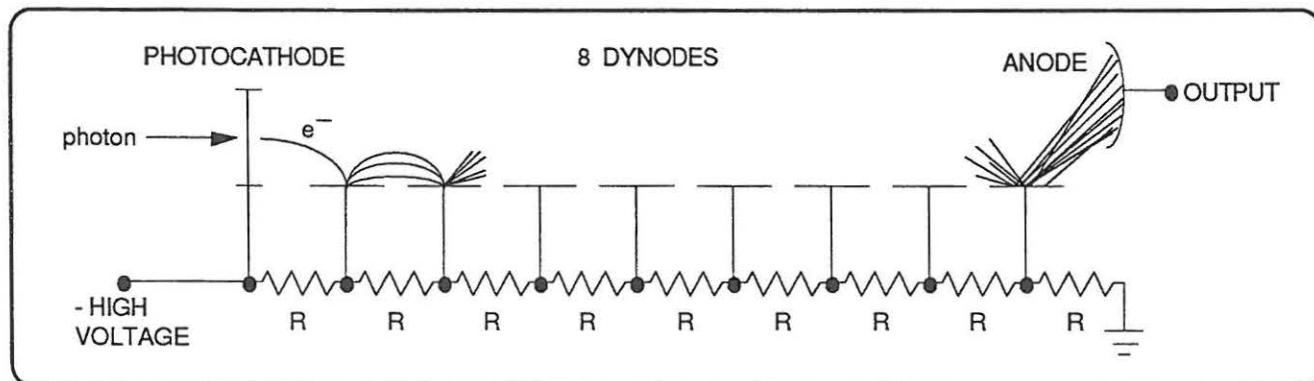 PHOTOCATHODE 8 DYNODES ANODE
OUTPUT
photon e⁻
- HIGH
VOLTAGE
R R R R R R R R R